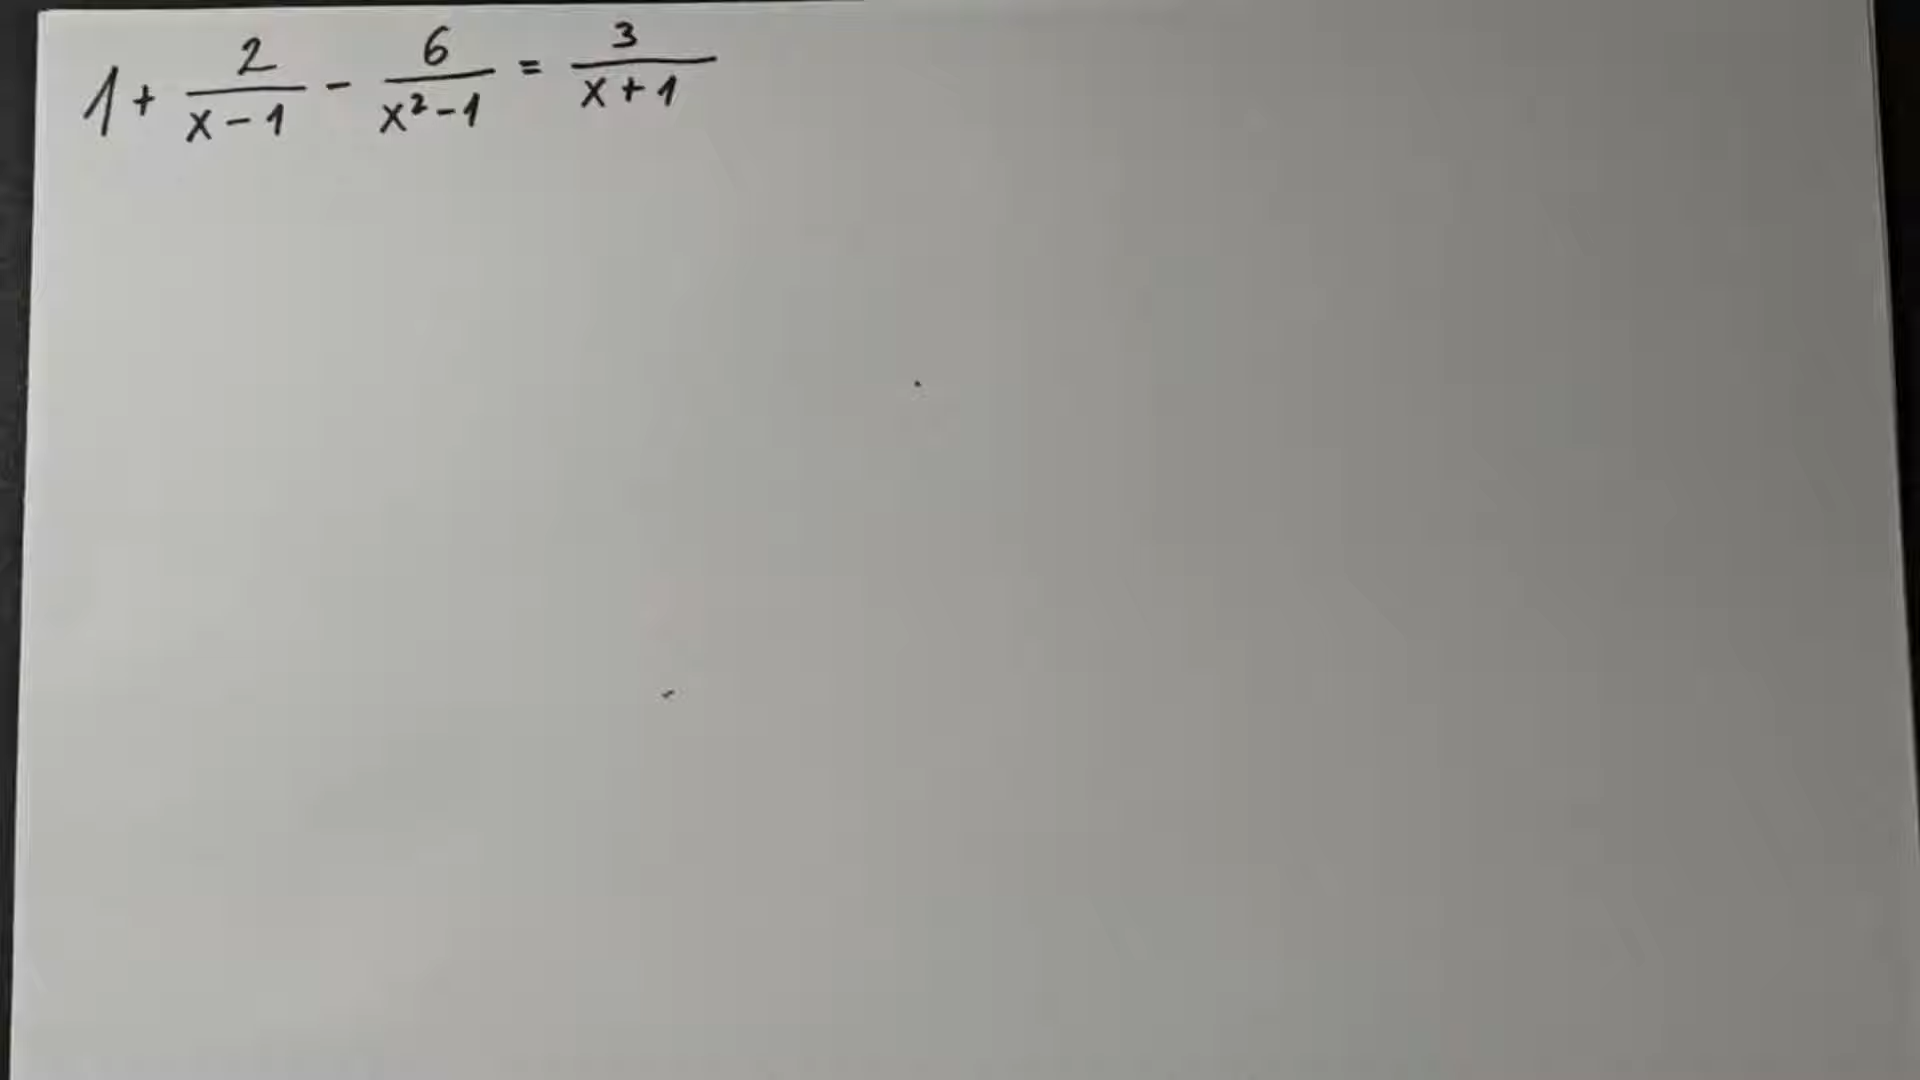 1 + 2/(x-1) - 6/(x²-1) = 3/(x+1)